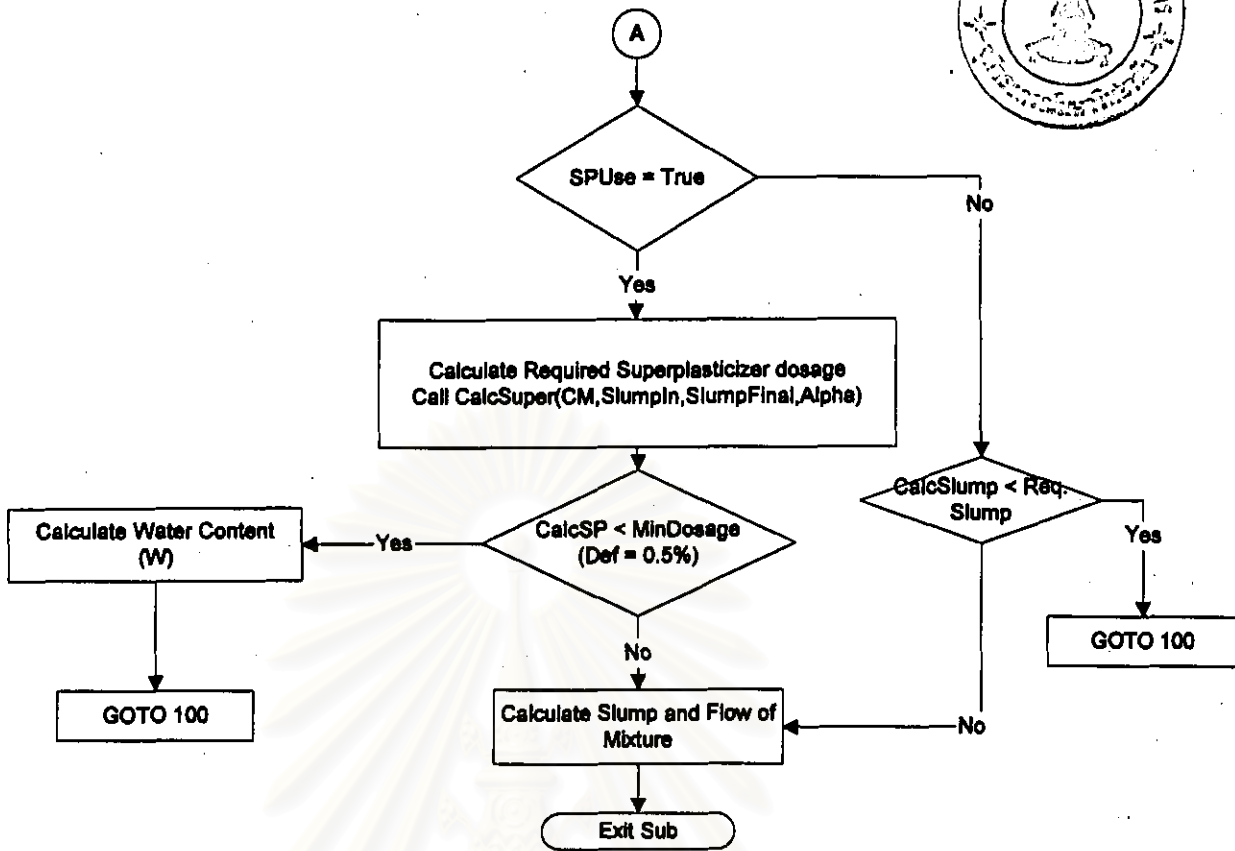 A
SPUse = True
No
Yes
Calculate Required Superplasticizer dosage
Call CalcSuper(CM,SlumpIn,SlumpFinal,Alpha)
CalcSlump < Req.
Slump
Calculate Water Content
(W)
Yes
CalcSP < MinDosage
(Def = 0.5%)
Yes
No
GOTO 100
GOTO 100
Calculate Slump and Flow of
Mixture
No
Exit Sub